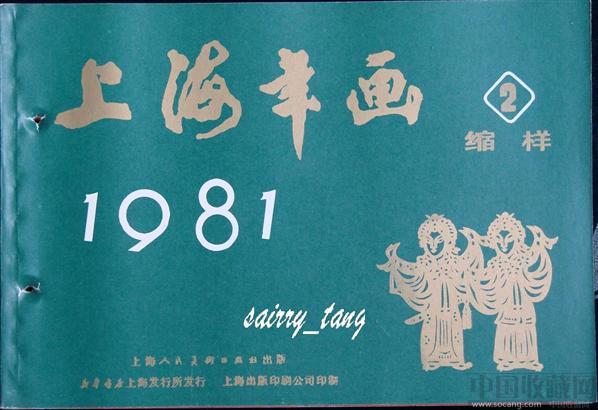 上海年画
2
缩样
1981
sairry_tang
上海人民美术出版社出版
新华书店上海发行所发行 上海出版印刷公司印刷
中国收藏网
www.socang.com